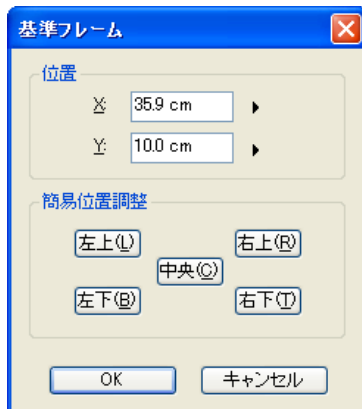 基準フレーム
位置
X: 35.9 cm
Y: 10.0 cm
簡易位置調整
左上(L) 右上(R)
中央(C)
左下(B) 右下(T)
OK キャンセル